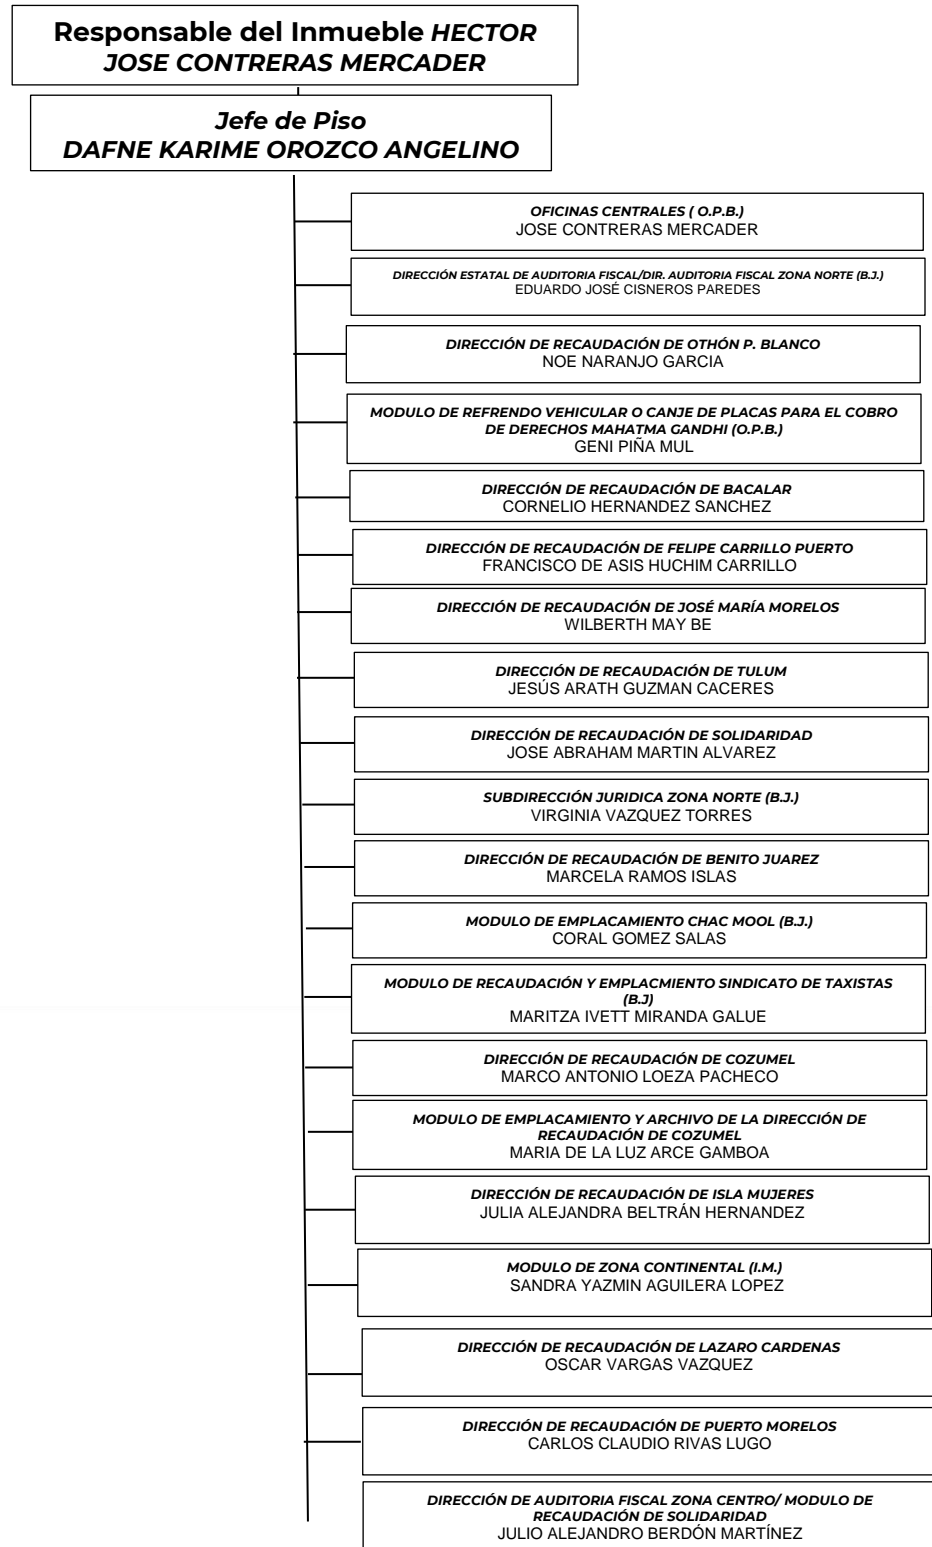 Responsable del Inmueble HECTOR
JOSE CONTRERAS MERCADER
Jefe de Piso
DAFNE KARIME OROZCO ANGELINO
OFICINAS CENTRALES ( O.P.B.)
JOSE CONTRERAS MERCADER
DIRECCIÓN ESTATAL DE AUDITORIA FISCAL/DIR. AUDITORIA FISCAL ZONA NORTE (B.J.)
EDUARDO JOSÉ CISNEROS PAREDES
DIRECCIÓN DE RECAUDACIÓN DE OTHÓN P. BLANCO
NOE NARANJO GARCIA
MODULO DE REFRENDO VEHICULAR O CANJE DE PLACAS PARA EL COBRO
DE DERECHOS MAHATMA GANDHI (O.P.B.)
GENI PIÑA MUL
DIRECCIÓN DE RECAUDACIÓN DE BACALAR
CORNELIO HERNANDEZ SANCHEZ
DIRECCIÓN DE RECAUDACIÓN DE FELIPE CARRILLO PUERTO
FRANCISCO DE ASIS HUCHIM CARRILLO
DIRECCIÓN DE RECAUDACIÓN DE JOSÉ MARÍA MORELOS
WILBERTH MAY BE
DIRECCIÓN DE RECAUDACIÓN DE TULUM
JESÚS ARATH GUZMAN CACERES
DIRECCIÓN DE RECAUDACIÓN DE SOLIDARIDAD
JOSE ABRAHAM MARTIN ALVAREZ
SUBDIRECCIÓN JURIDICA ZONA NORTE (B.J.)
VIRGINIA VAZQUEZ TORRES
DIRECCIÓN DE RECAUDACIÓN DE BENITO JUAREZ
MARCELA RAMOS ISLAS
MODULO DE EMPLACAMIENTO CHAC MOOL (B.J.)
CORAL GOMEZ SALAS
MODULO DE RECAUDACIÓN Y EMPLACMIENTO SINDICATO DE TAXISTAS
(B.J)
MARITZA IVETT MIRANDA GALUE
DIRECCIÓN DE RECAUDACIÓN DE COZUMEL
MARCO ANTONIO LOEZA PACHECO
MODULO DE EMPLACAMIENTO Y ARCHIVO DE LA DIRECCIÓN DE
RECAUDACIÓN DE COZUMEL
MARIA DE LA LUZ ARCE GAMBOA
DIRECCIÓN DE RECAUDACIÓN DE ISLA MUJERES
JULIA ALEJANDRA BELTRÁN HERNANDEZ
MODULO DE ZONA CONTINENTAL (I.M.)
SANDRA YAZMIN AGUILERA LOPEZ
DIRECCIÓN DE RECAUDACIÓN DE LAZARO CARDENAS
OSCAR VARGAS VAZQUEZ
DIRECCIÓN DE RECAUDACIÓN DE PUERTO MORELOS
CARLOS CLAUDIO RIVAS LUGO
DIRECCIÓN DE AUDITORIA FISCAL ZONA CENTRO/ MODULO DE
RECAUDACIÓN DE SOLIDARIDAD
JULIO ALEJANDRO BERDÓN MARTÍNEZ